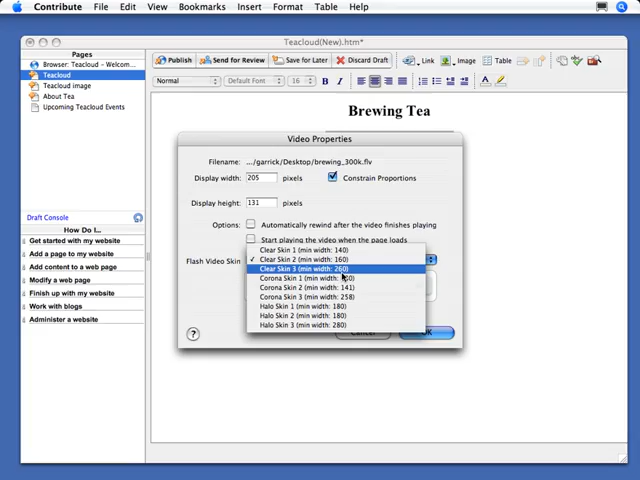 Contribute File Edit View Bookmarks Insert Format Table Help
Teacloud(New).htm*
Pages
Browser: Teacloud - Welcom...
Teacloud
Teacloud image
About Tea
Upcoming Teacloud Events
Publish Send for Review Save for Later Discard Draft Link Image Table
Normal Default Font 16 B I
Brewing Tea
Video Properties
Filename: .../garrick/Desktop/brewing_300k.flv
Display width: 205 pixels Constrain Proportions
Display height: 131 pixels
Options: Automatically rewind after the video finishes playing
Start playing the video when the page loads
Flash Video Skin
Clear Skin 1 (min width: 140)
✓ Clear Skin 2 (min width: 160)
Clear Skin 3 (min width: 260)
Corona Skin 1 (min width:
Corona Skin 2 (min width: 141)
Corona Skin 3 (min width: 258)
Halo Skin 1 (min width: 180)
Halo Skin 2 (min width: 180)
Halo Skin 3 (min width: 280)
? Cancel OK
Draft Console
How Do I...
Get started with my website
Add a page to my website
Add content to a web page
Modify a page
Finish up with my website
Work with blogs
Administer a website